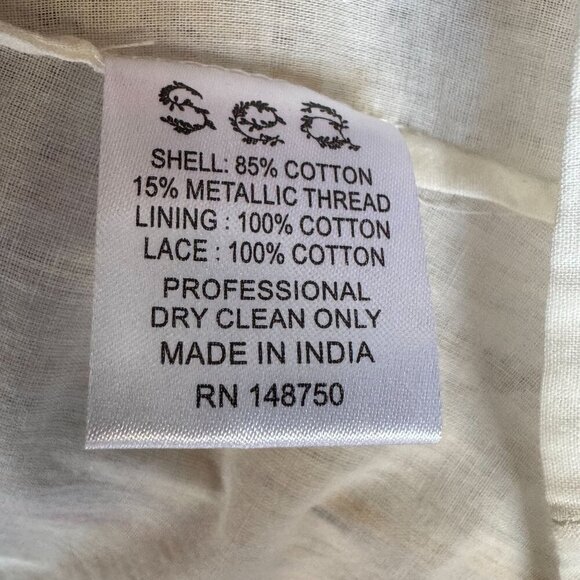 SEA
SHELL: 85% COTTON
15% METALLIC THREAD
LINING : 100% COTTON
LACE : 100% COTTON
PROFESSIONAL
DRY CLEAN ONLY
MADE IN INDIA
RN 148750